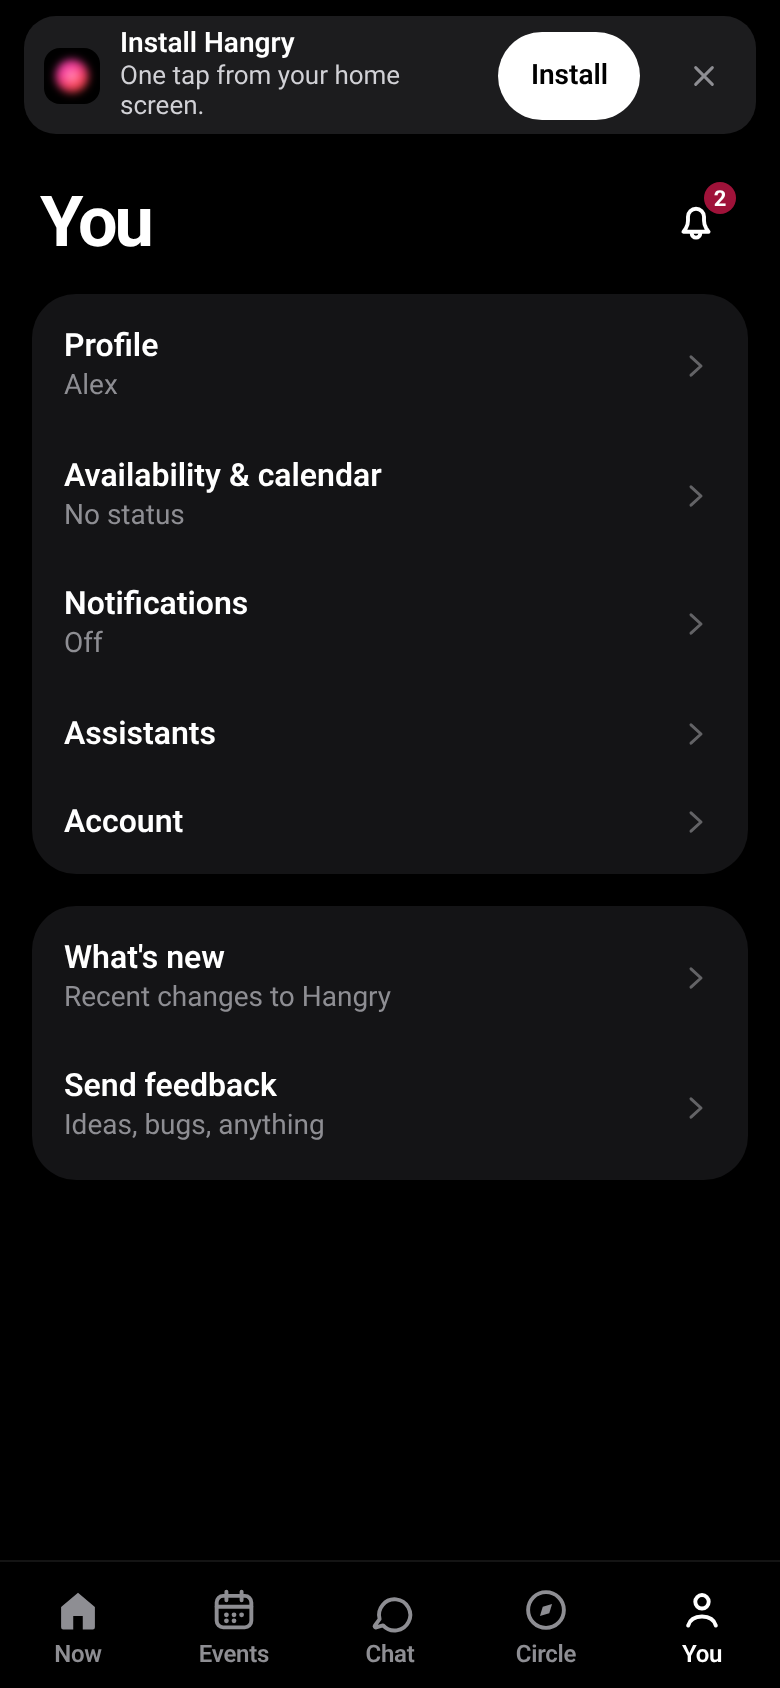 Install Hangry
One tap from your home
screen.
Install
You
2
Profile
Alex
Availability & calendar
No status
Notifications
Off
Assistants
Account
What's new
Recent changes to Hangry
Send feedback
Ideas, bugs, anything
Now
Events
Chat
Circle
You